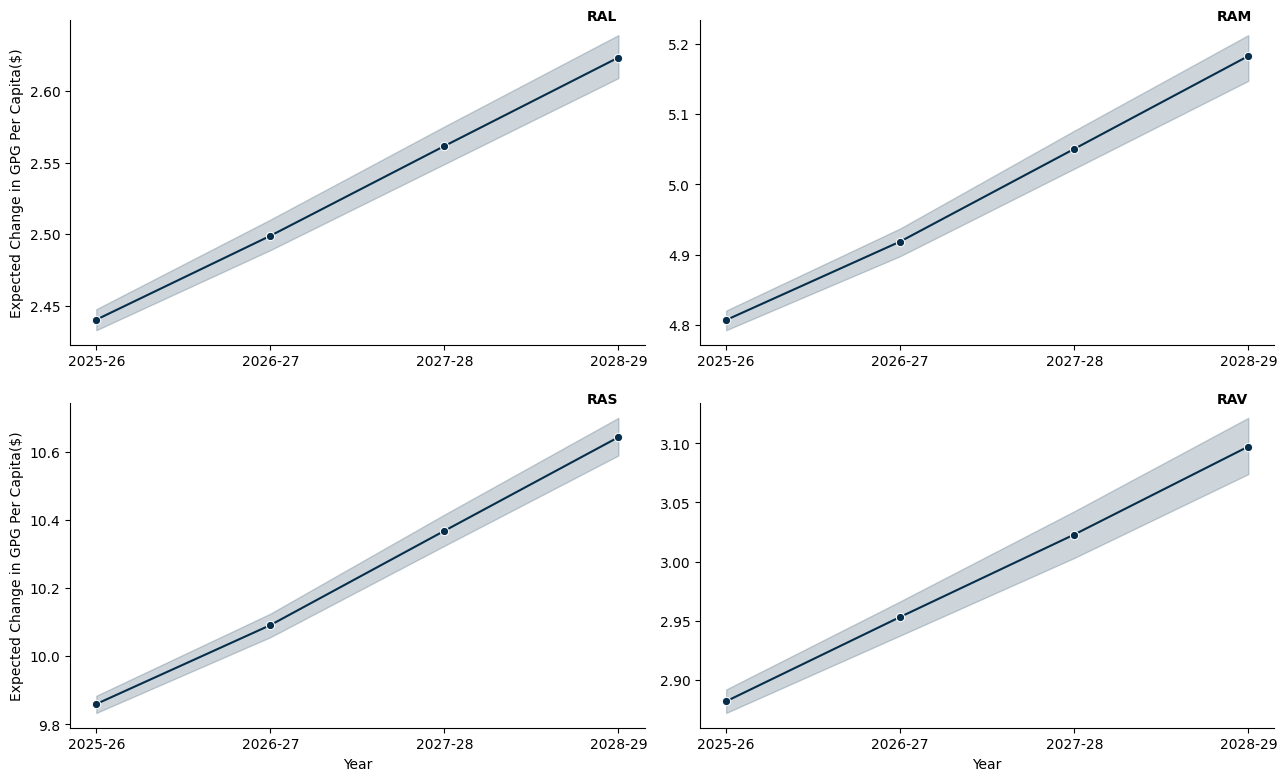 RAL
Expected Change in GPG Per Capita($)
2.60
2.55
2.50
2.45
2025-26 2026-27 2027-28 2028-29
RAM
5.2
5.1
5.0
4.9
4.8
2025-26 2026-27 2027-28 2028-29
RAS
Expected Change in GPG Per Capita($)
10.6
10.4
10.2
10.0
9.8
2025-26 2026-27 2027-28 2028-29
Year
RAV
3.10
3.05
3.00
2.95
2.90
2025-26 2026-27 2027-28 2028-29
Year